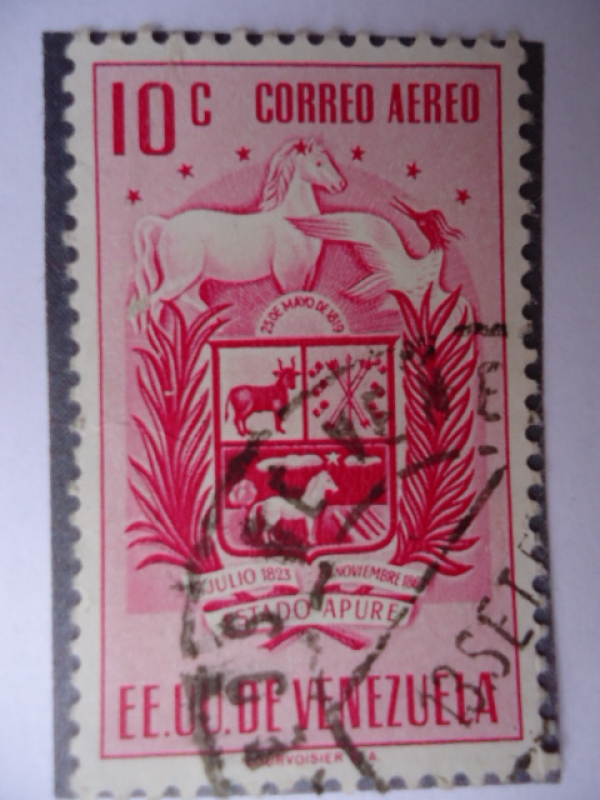 10 C CORREO AEREO
23 DE MAYO DE 1819
JULIO 1823 NOVIEMBRE
ESTADO APURE
EE.UU.DE VENEZUELA